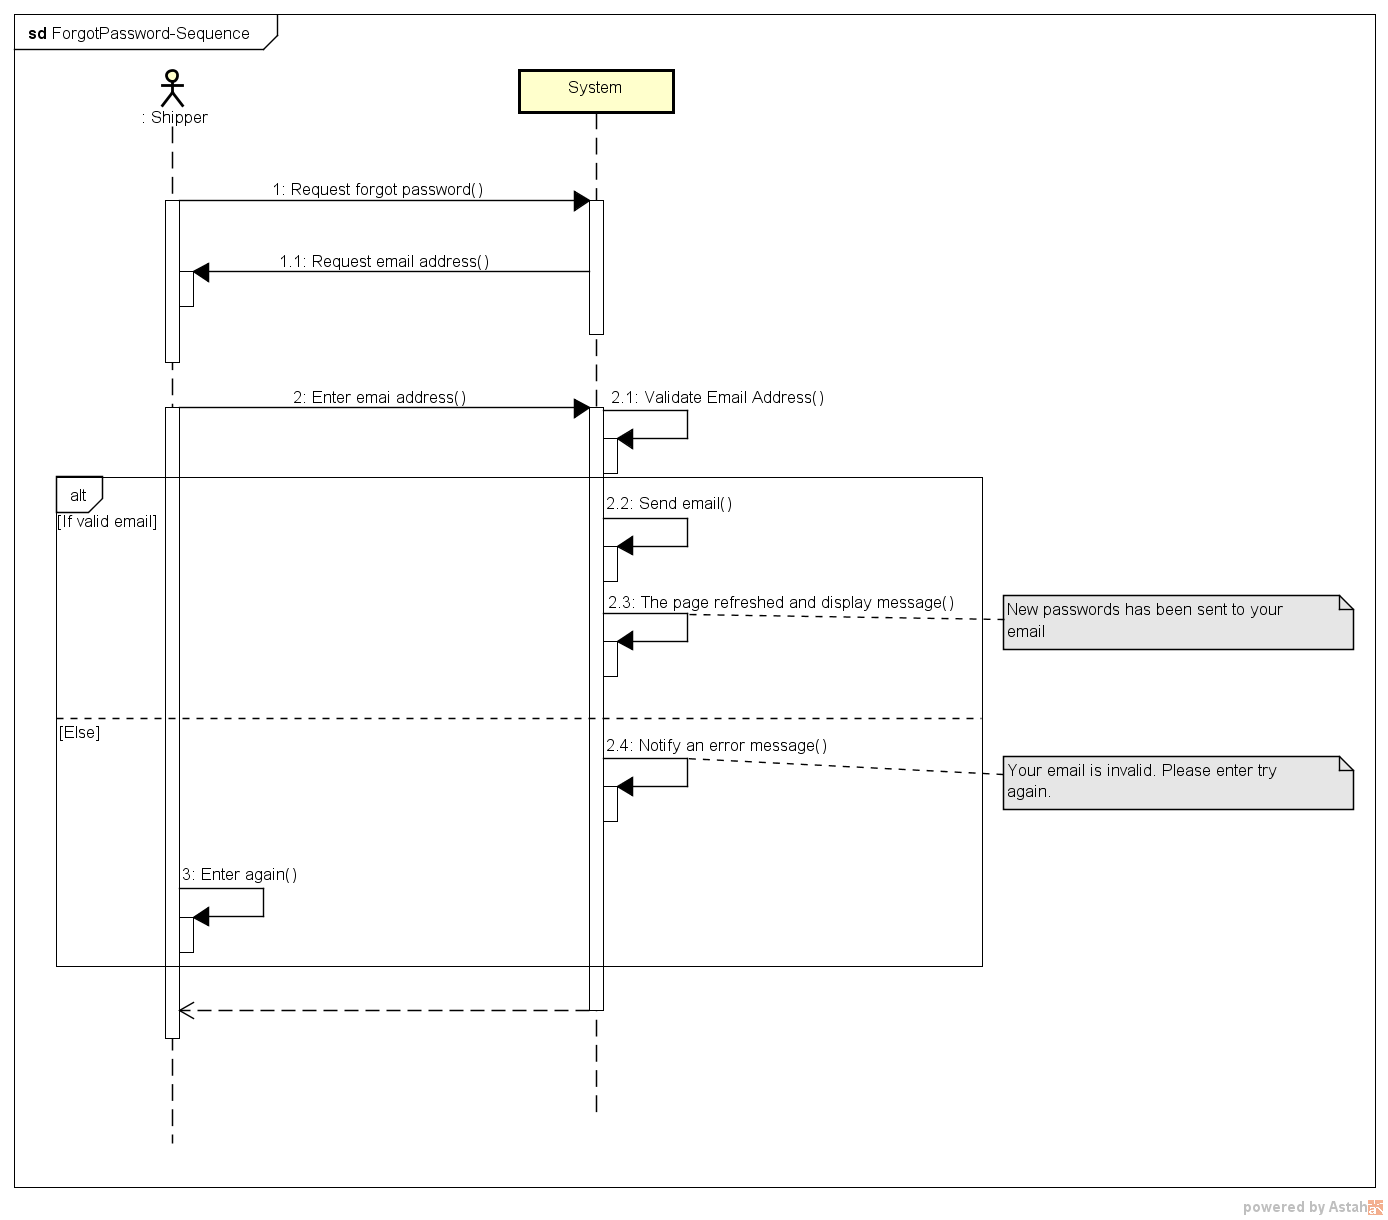 sd ForgotPassword-Sequence
System
: Shipper
1: Request forgot password()
1.1: Request email address()
2: Enter emai address()
2.1: Validate Email Address()
alt
[If valid email]
2.2: Send email()
2.3: The page refreshed and display message()
New passwords has been sent to your
email
[Else]
2.4: Notify an error message()
Your email is invalid. Please enter try
again.
3: Enter again()
powered by Astah